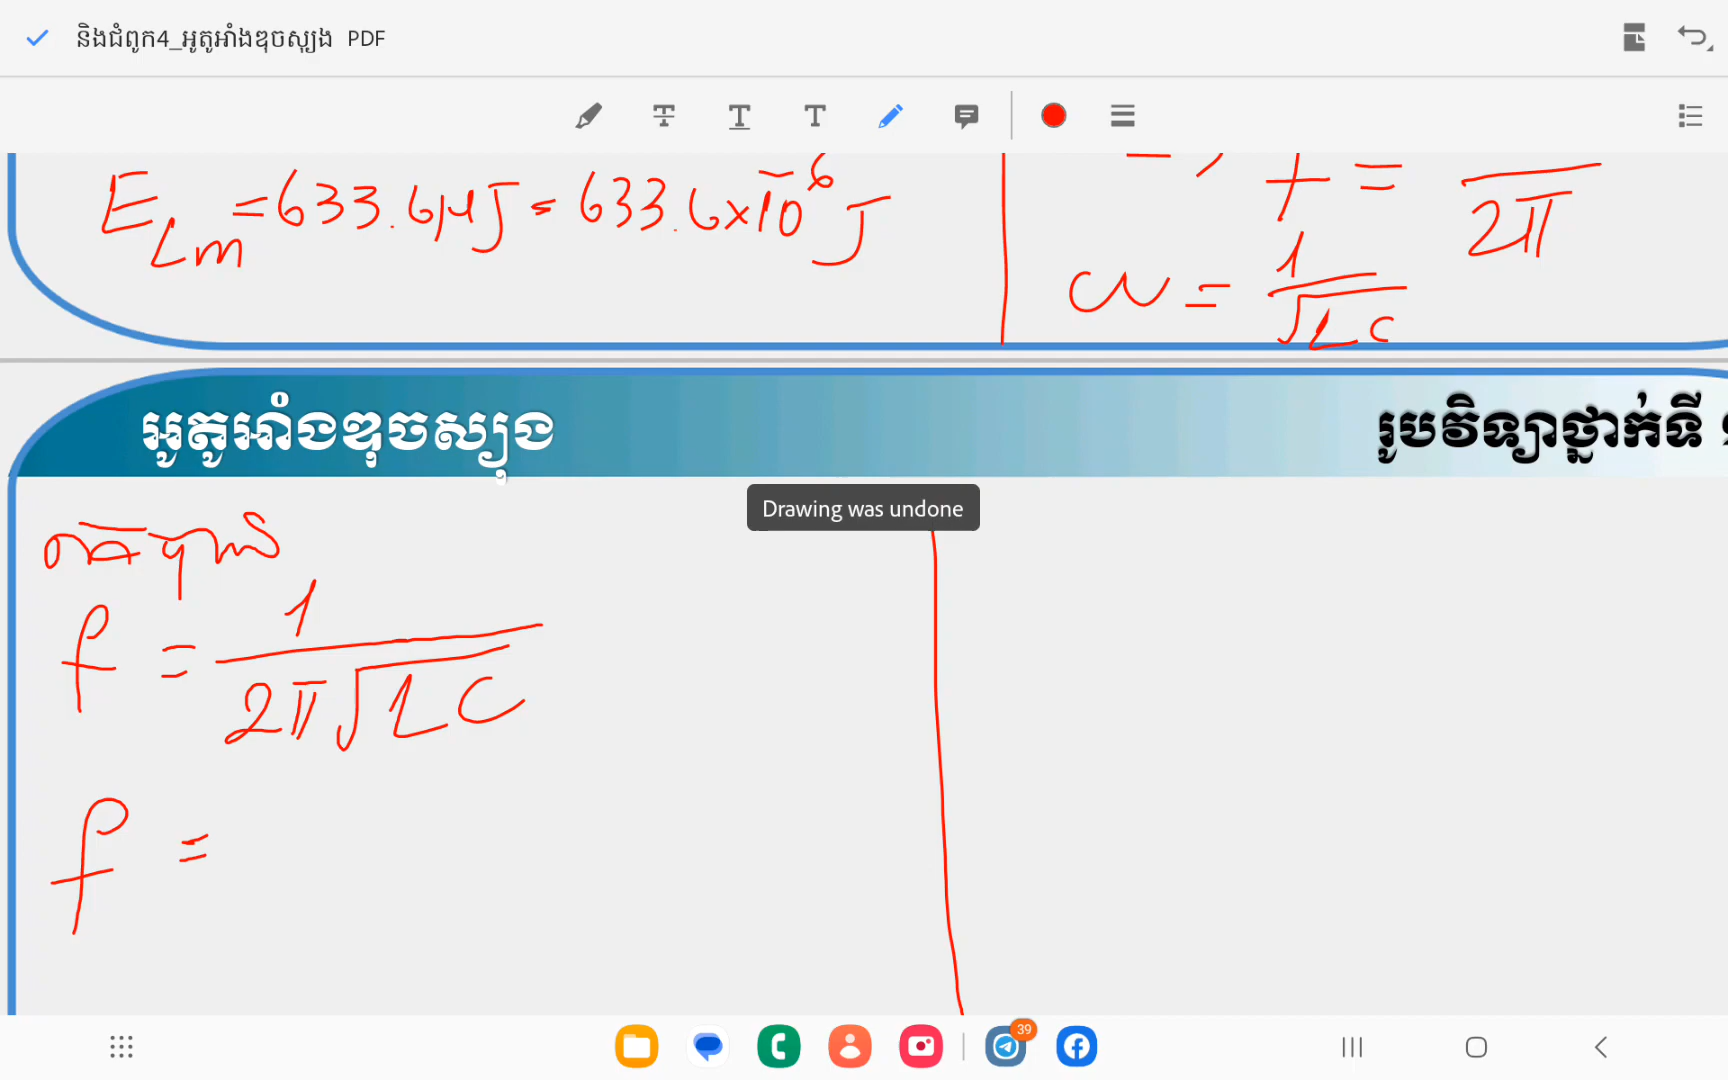 និងជំពូក4_អូតូអាំងឌុចស្យុង PDF
E_Lm = 633.6μJ = 633.6×10^-6 J
f = 
2π
ω = 1/√LC
អូតូអាំងឌុចស្យុង
រូបវិទ្យាថ្នាក់ទី
Drawing was undone
f = 1/2π√LC
f =
39